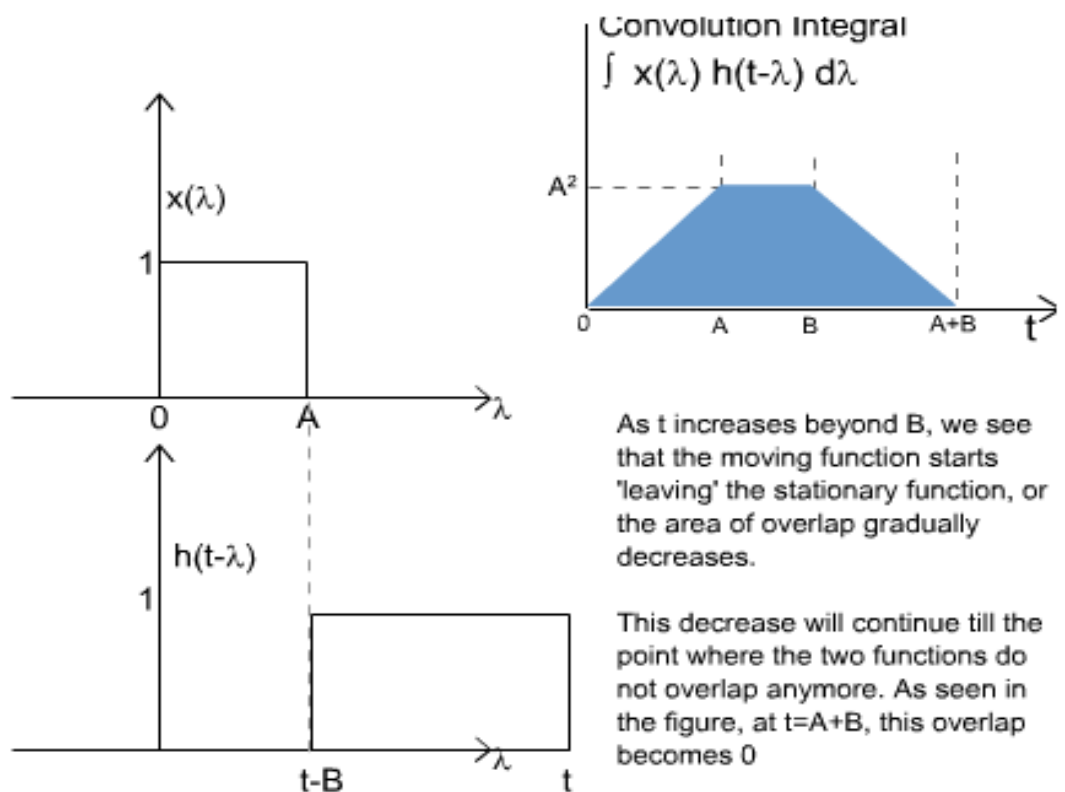 Convolution Integral
∫ x(λ) h(t-λ) dλ
x(λ)
1
0
A
λ
A²
0
A
B
A+B
t
h(t-λ)
1
t-B
t
λ
As t increases beyond B, we see
that the moving function starts
'leaving' the stationary function, or
the area of overlap gradually
decreases.
This decrease will continue till the
point where the two functions do
not overlap anymore. As seen in
the figure, at t=A+B, this overlap
becomes 0